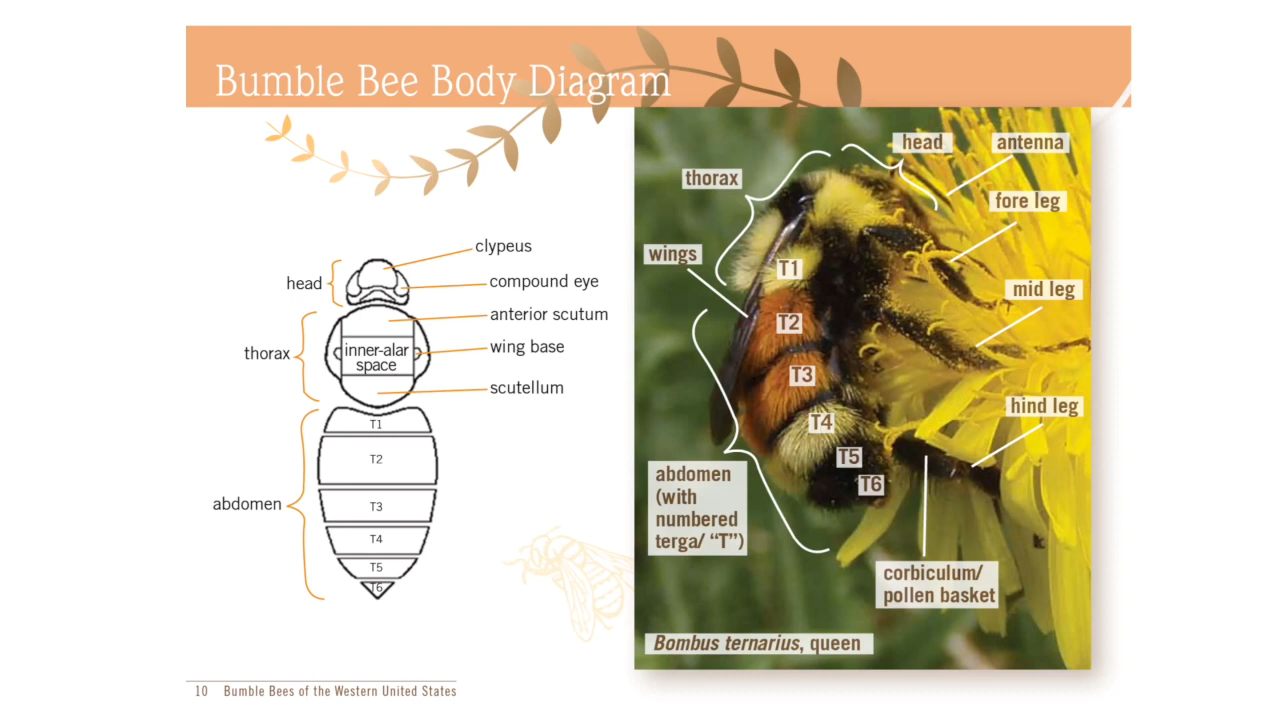 Bumble Bee Body Diagram
clypeus
head
compound eye
anterior scutum
thorax
inner-alar
space
wing base
scutellum
T1
T2
abdomen
T3
T4
T5
T6
head
antenna
thorax
fore leg
wings
T1
mid leg
T2
T3
hind leg
T4
T5
T6
abdomen
(with
numbered
terga/ “T”)
corbiculum/
pollen basket
Bombus ternarius, queen
10 Bumble Bees of the Western United States